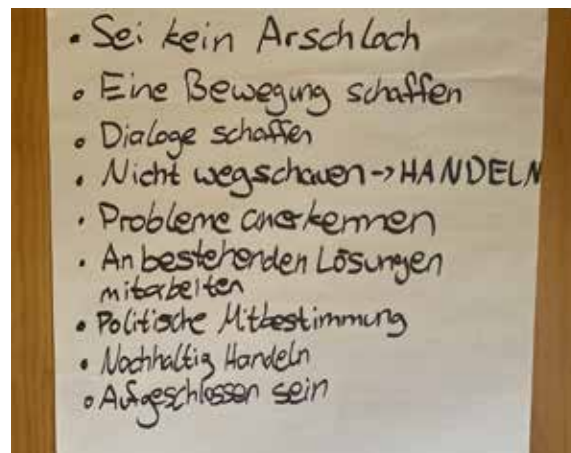 • Sei kein Arschloch
• Eine Bewegung schaffen
• Dialoge schaffen
• Nicht wegschauen -> HANDELN
• Probleme anerkennen
• An bestehenden Lösungen
mitarbeiten
• Politische Mitbestimmung
• Nachhaltig Handeln
• Aufgeschlossen sein